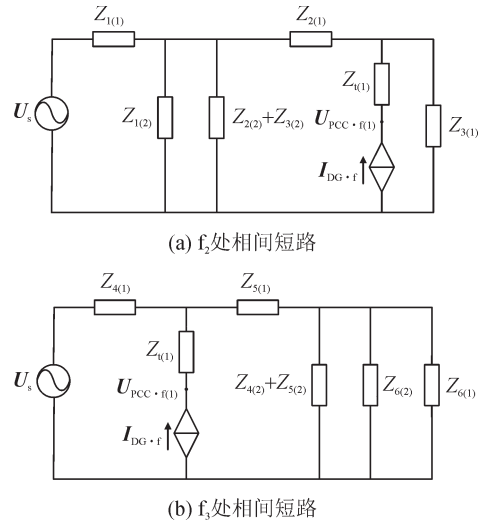 Z1(1)
Z2(1)
Zt(1)
Us
Z1(2)
Z2(2)+Z3(2)
UPCC·f(1)
Z3(1)
IDG·f
(a) f2处相间短路
Z4(1)
Z5(1)
Zt(1)
Us
UPCC·f(1)
Z4(2)+Z5(2)
Z6(2)
Z6(1)
IDG·f
(b) f3处相间短路